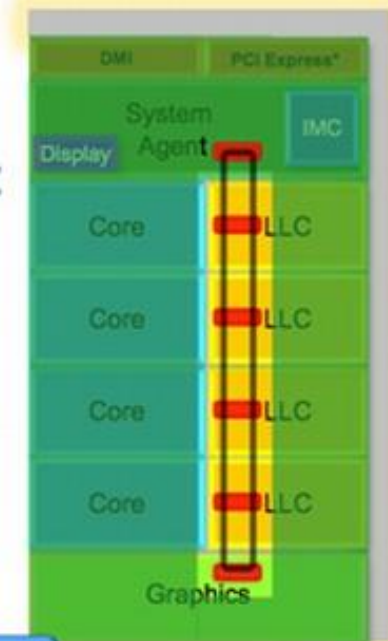 DMI PCI Express*
System
Agent
IMC
Display
Core LLC
Core LLC
Core LLC
Core LLC
Graphics